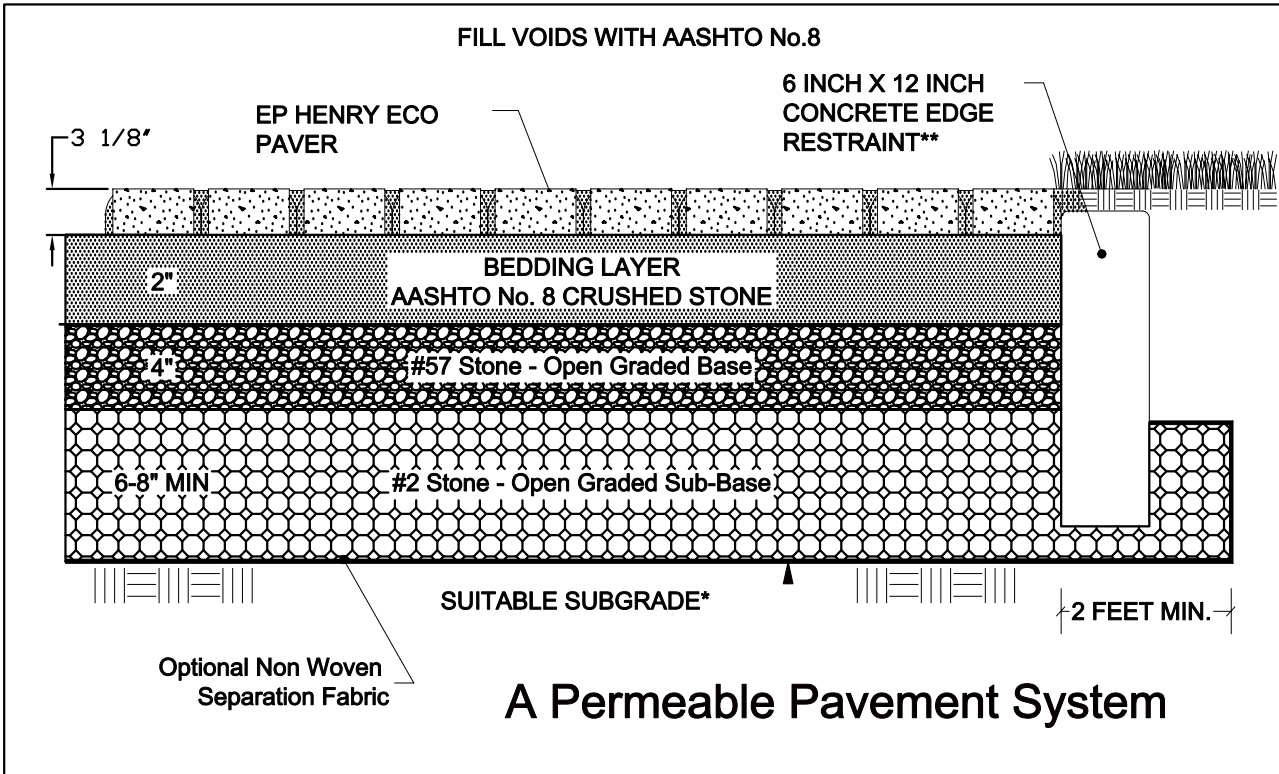 FILL VOIDS WITH AASHTO No.8
6 INCH X 12 INCH
CONCRETE EDGE
RESTRAINT**
EP HENRY ECO
PAVER
3 1/8"
2"
BEDDING LAYER
AASHTO No. 8 CRUSHED STONE
4"
#57 Stone - Open Graded Base
6-8" MIN
#2 Stone - Open Graded Sub-Base
SUITABLE SUBGRADE*
2 FEET MIN.
Optional Non Woven
Separation Fabric
A Permeable Pavement System